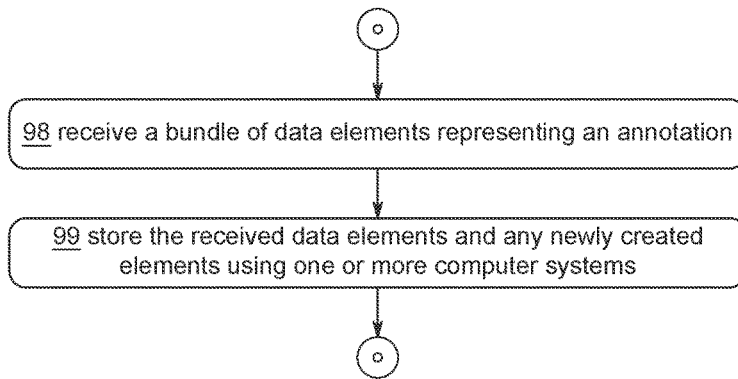 98 receive a bundle of data elements representing an annotation
99 store the received data elements and any newly created
elements using one or more computer systems